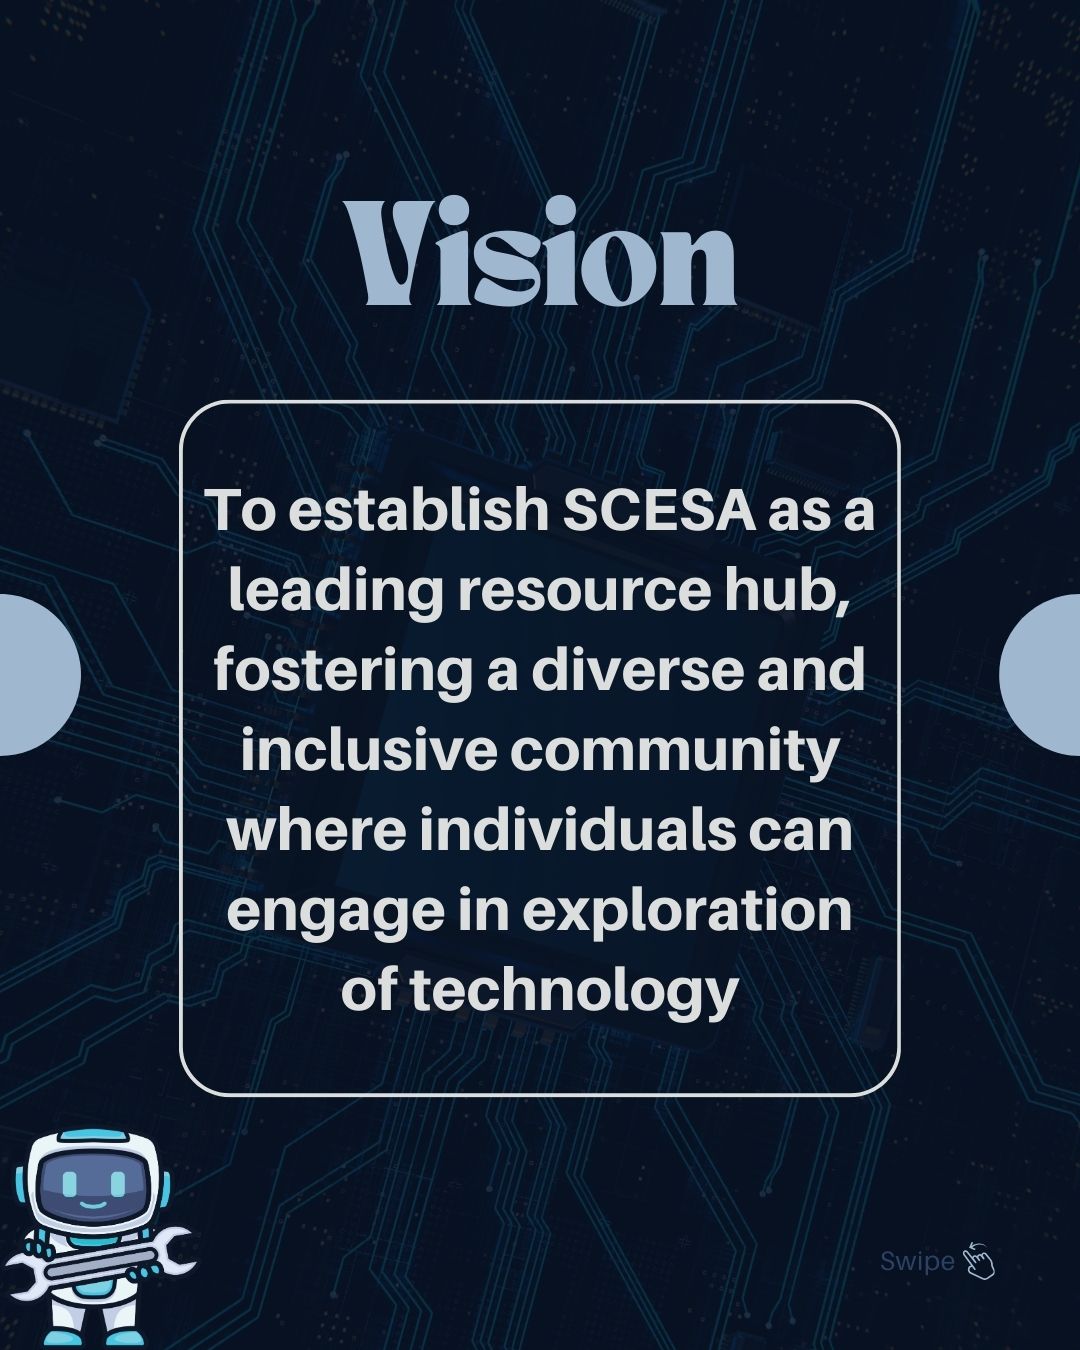 Vision
To establish SCESA as a
leading resource hub,
fostering a diverse and
inclusive community
where individuals can
engage in exploration
of technology
Swipe